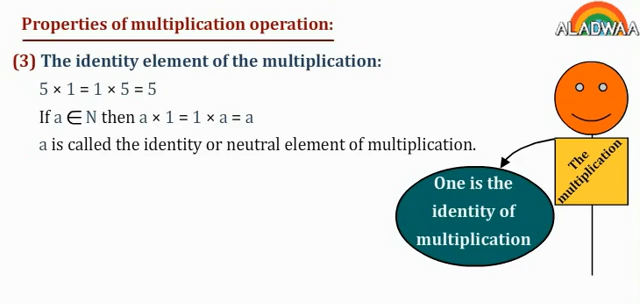 Properties of multiplication operation:
ALADWAA
(3) The identity element of the multiplication:
5 × 1 = 1 × 5 = 5
If a ∈ N then a × 1 = 1 × a = a
a is called the identity or neutral element of multiplication.
The
multiplication
One is the
identity of
multiplication